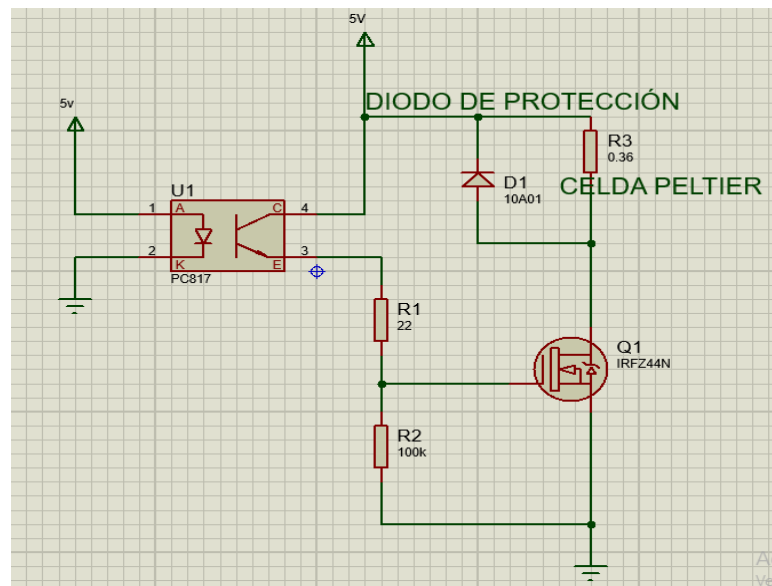 5V
5v
DIODO DE PROTECCIÓN
R3
0.36
D1
10A01
CELDA PELTIER
U1
1
A
C
4
2
K
E
3
PC817
R1
22
Q1
IRFZ44N
R2
100k